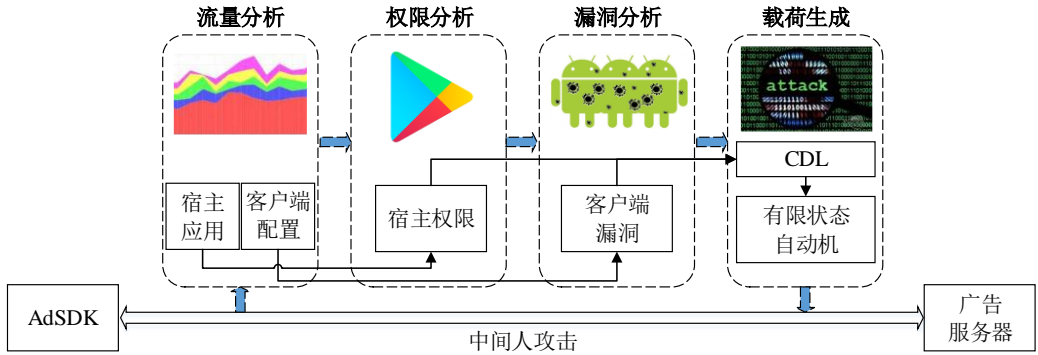 流量分析
权限分析
漏洞分析
载荷生成
attack
宿主
应用
客户端
配置
宿主权限
客户端
漏洞
CDL
有限状态
自动机
AdSDK
中间人攻击
广告
服务器